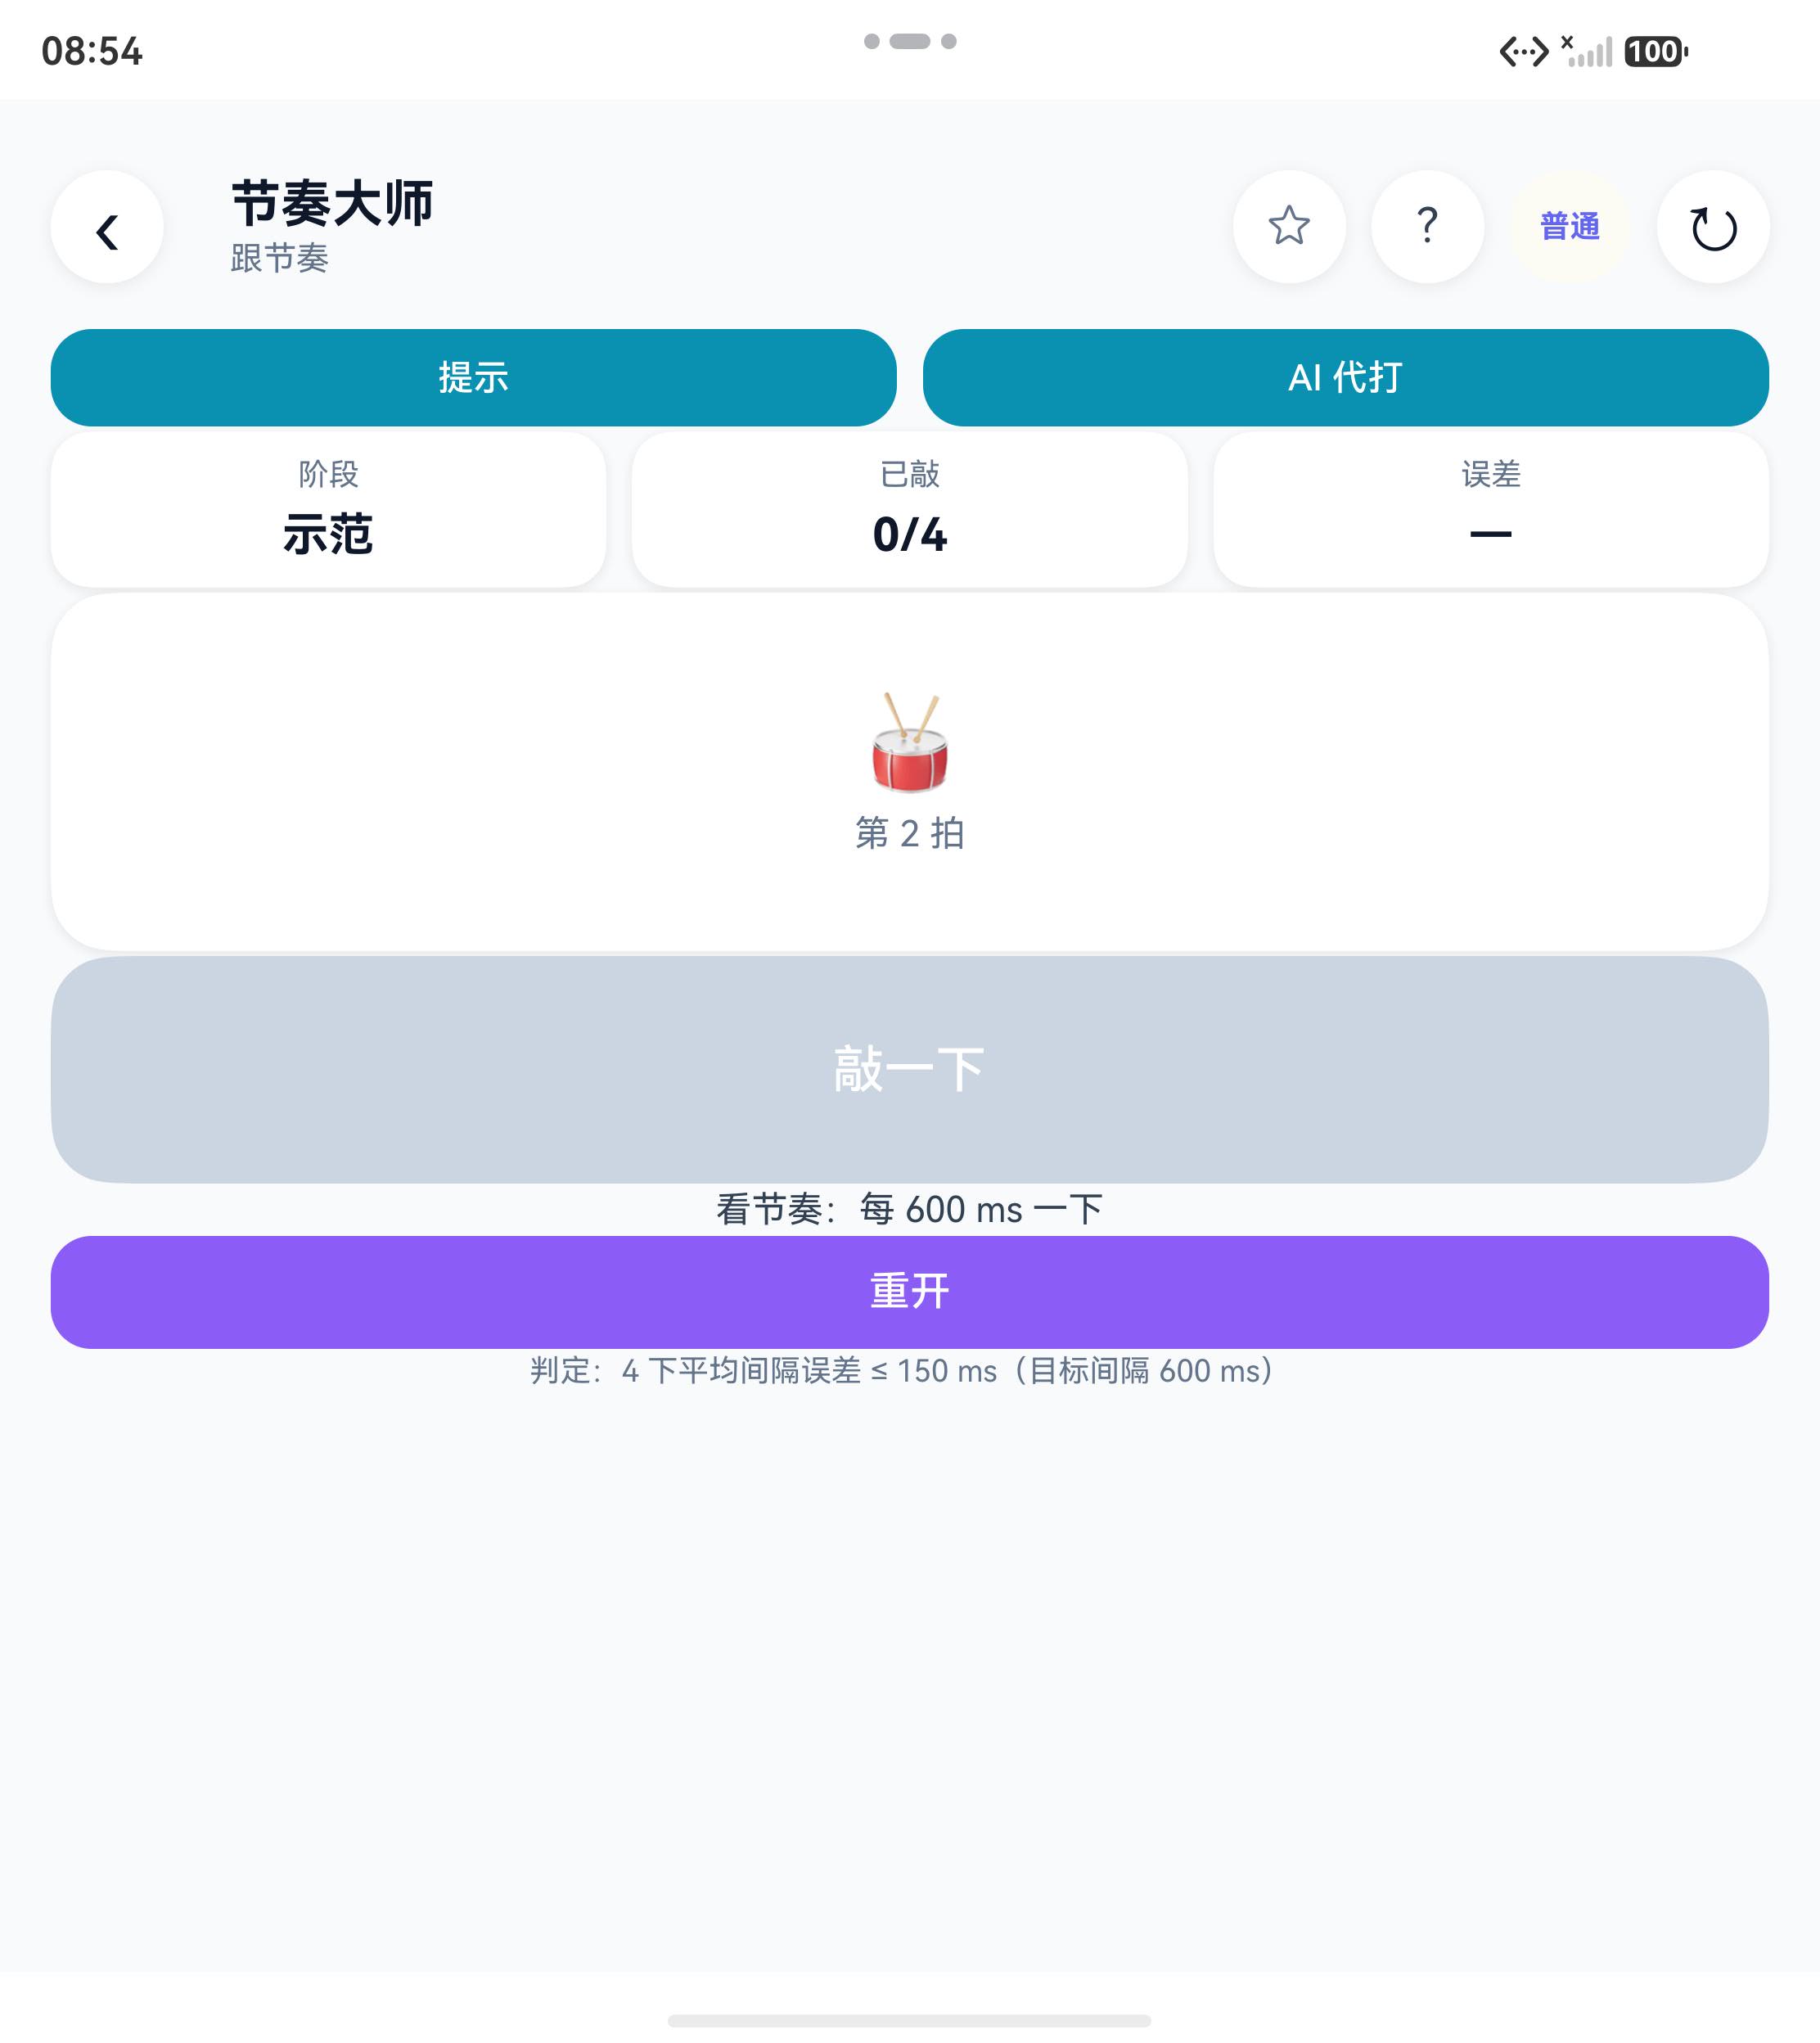 08:54
100
节奏大师
跟节奏
?
普通
提示
AI 代打
阶段
示范
已敲
0/4
误差
—
第 2 拍
敲一下
看节奏：每 600 ms 一下
重开
判定：4 下平均间隔误差 ≤ 150 ms（目标间隔 600 ms）